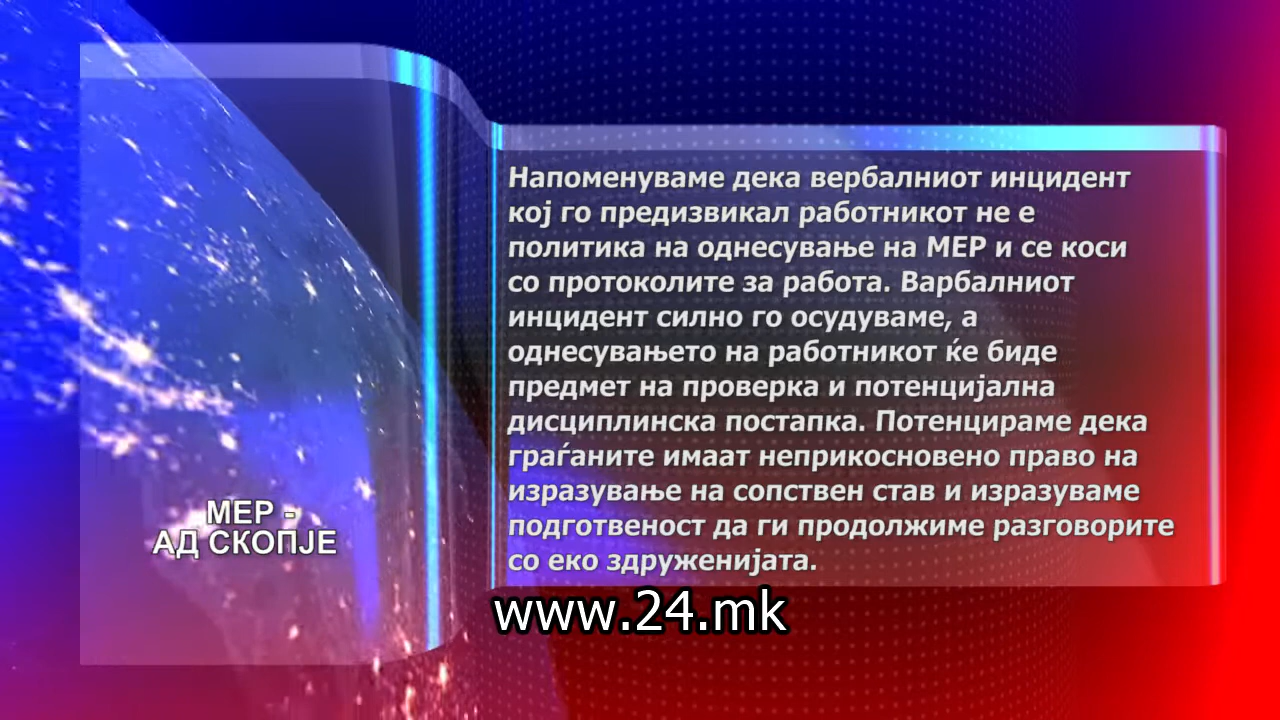 МЕР -
АД СКОПЈЕ
Напоменуваме дека вербалниот инцидент
кој го предизвикал работникот не е
политика на однесување на МЕР и се коси
со протоколите за работа. Варбалниот
инцидент силно го осудуваме, а
однесувањето на работникот ќе биде
предмет на проверка и потенцијална
дисциплинска постапка. Потенцираме дека
граѓаните имаат неприкосновено право на
изразување на сопствен став и изразуваме
подготвеност да ги продолжиме разговорите
со еко здруженијата.
www.24.mk